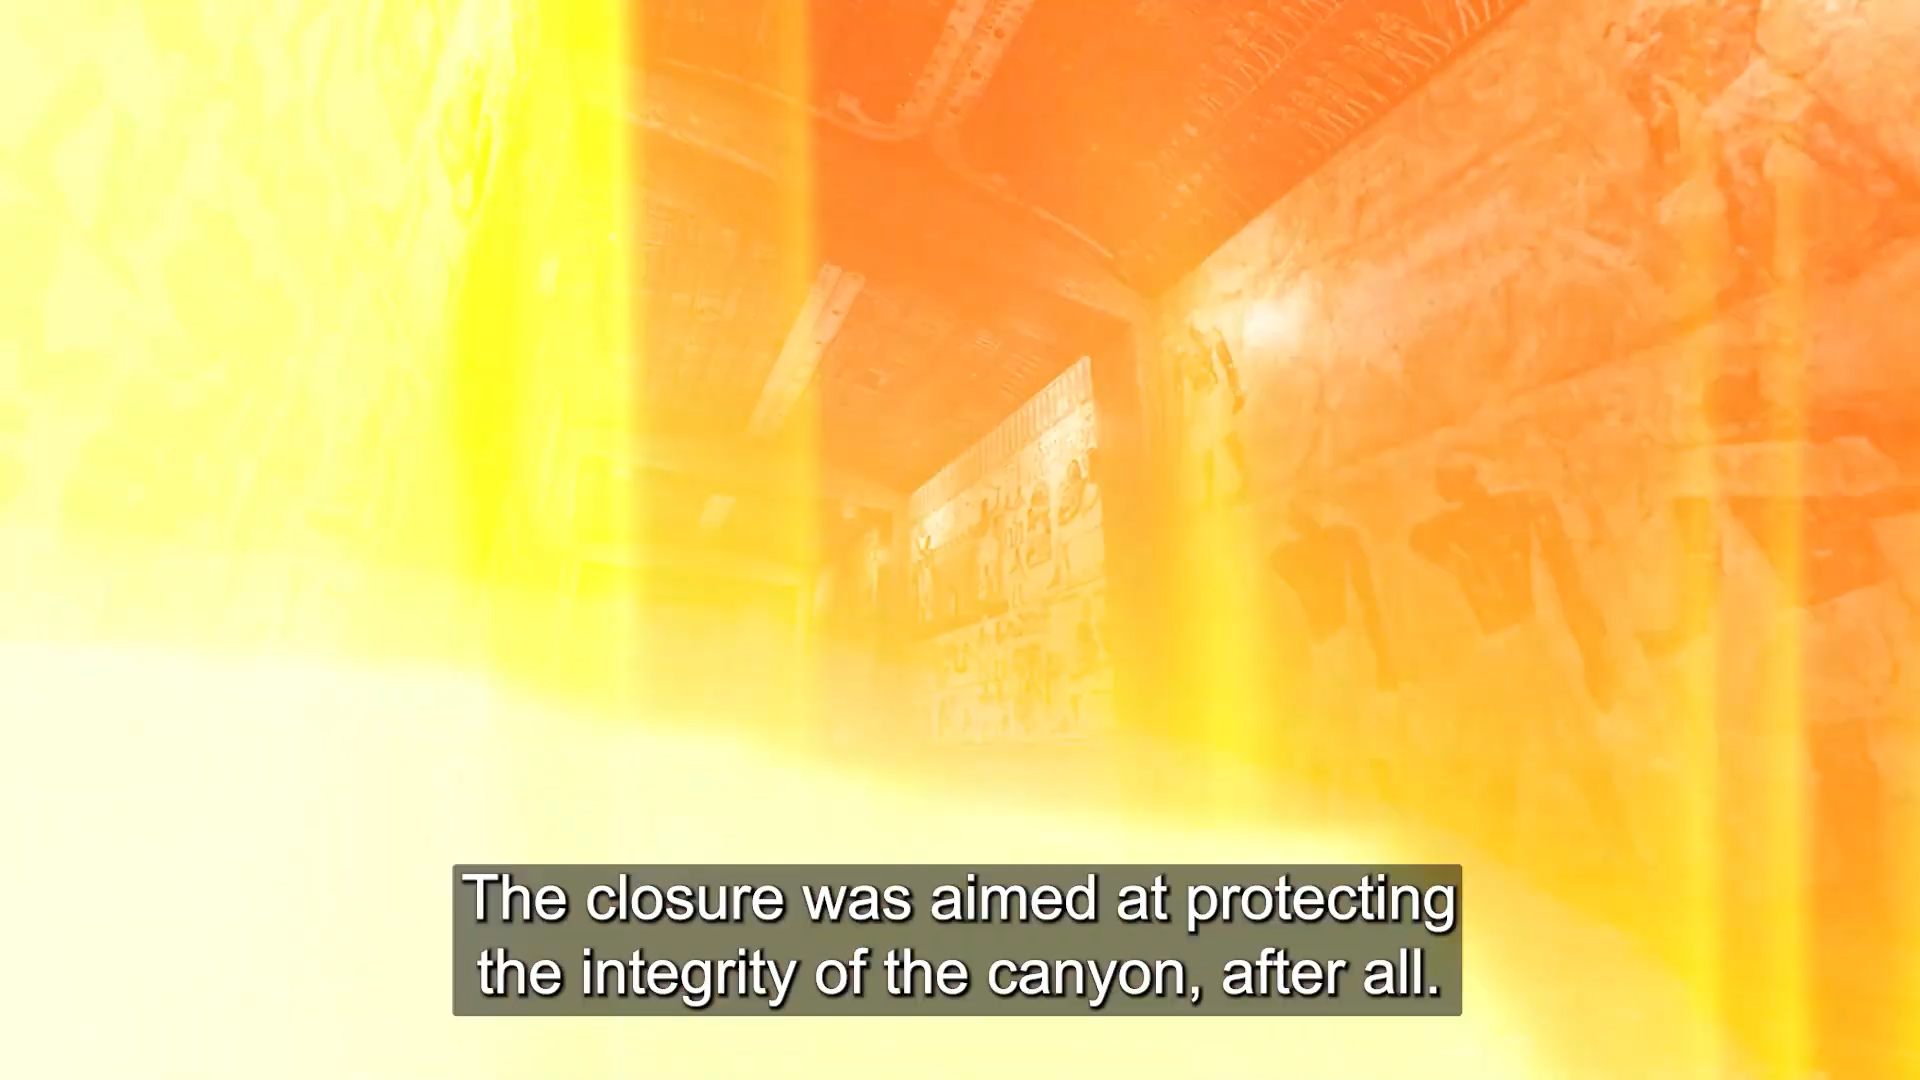 The closure was aimed at protecting
the integrity of the canyon, after all.